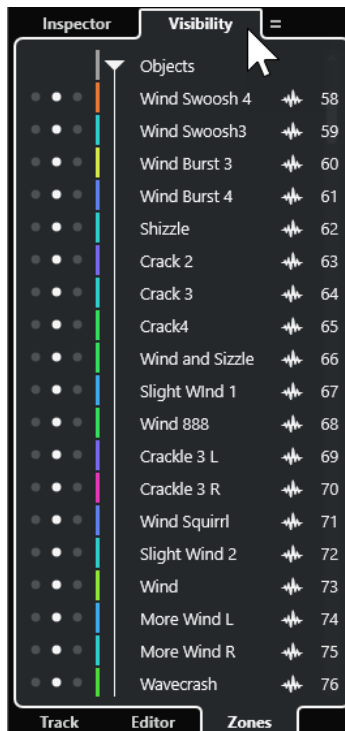 Inspector Visibility
Objects
Wind Swoosh 4 58
Wind Swoosh3 59
Wind Burst 3 60
Wind Burst 4 61
Shizzle 62
Crack 2 63
Crack 3 64
Crack4 65
Wind and Sizzle 66
Slight WInd 1 67
Wind 888 68
Crackle 3 L 69
Crackle 3 R 70
Wind Squirrl 71
Slight Wind 2 72
Wind 73
More Wind L 74
More Wind R 75
Wavecrash 76
Track Editor Zones